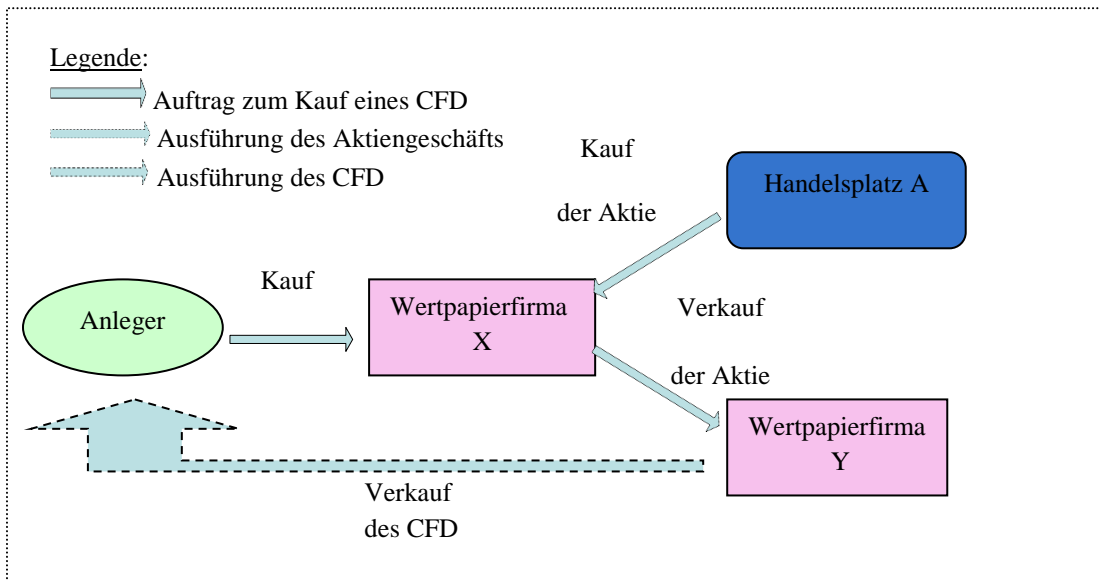 Legende:
Auftrag zum Kauf eines CFD
Ausführung des Aktiengeschäfts
Ausführung des CFD
Kauf
der Aktie
Handelsplatz A
Kauf
Anleger
Wertpapierfirma
X
Verkauf
der Aktie
Wertpapierfirma
Y
Verkauf
des CFD